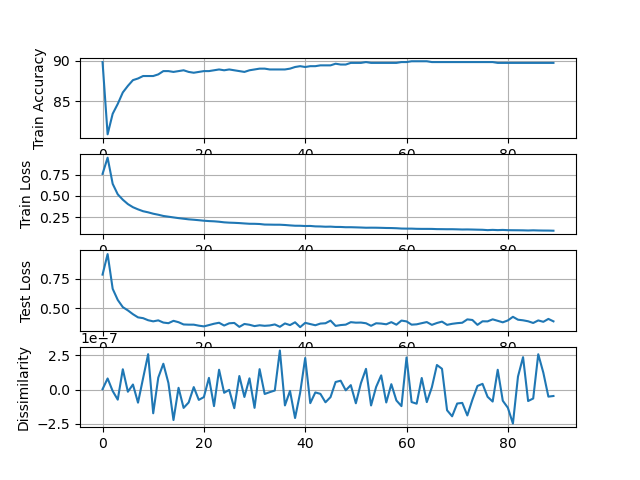 90
85
Train Accuracy
0 20 40 60 80
0.75
0.50
0.25
Train Loss
0 20 40 60 80
0.75
0.50
Test Loss
0 20 40 60 80
1e−7
2.5
0.0
−2.5
Dissimilarity
0 20 40 60 80